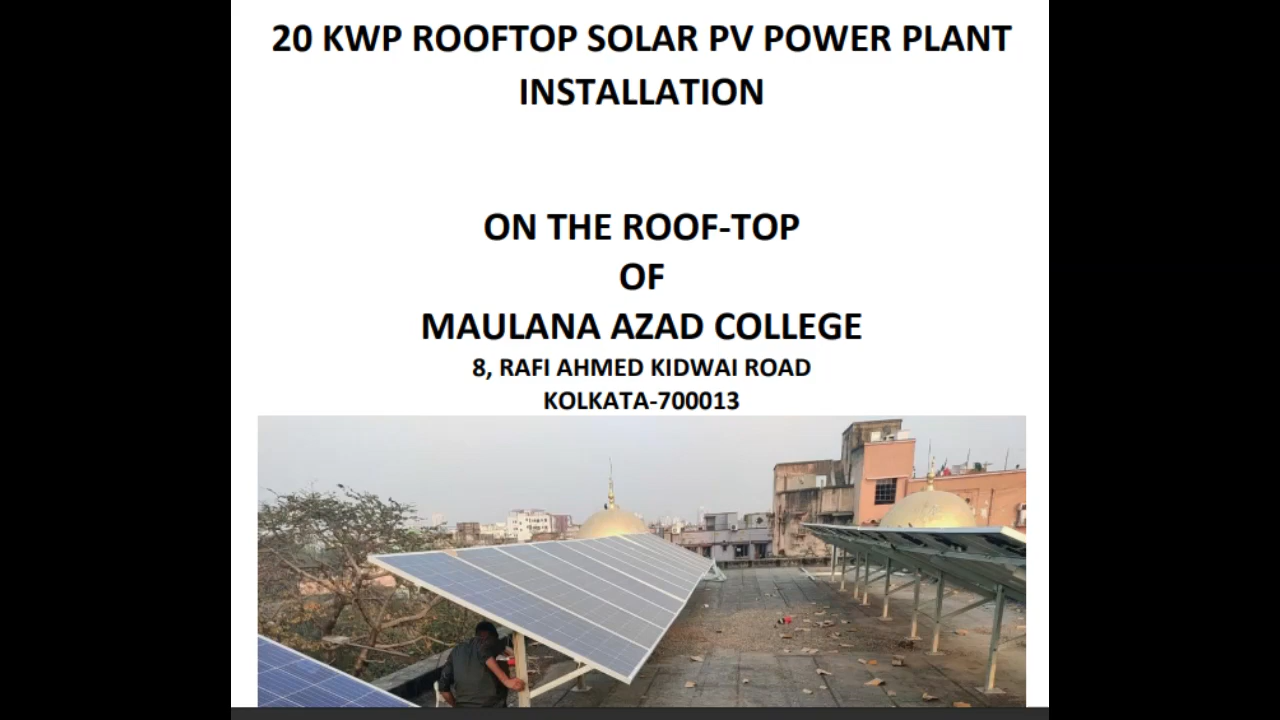 20 KWP ROOFTOP SOLAR PV POWER PLANT
INSTALLATION
ON THE ROOF-TOP
OF
MAULANA AZAD COLLEGE
8, RAFI AHMED KIDWAI ROAD
KOLKATA-700013